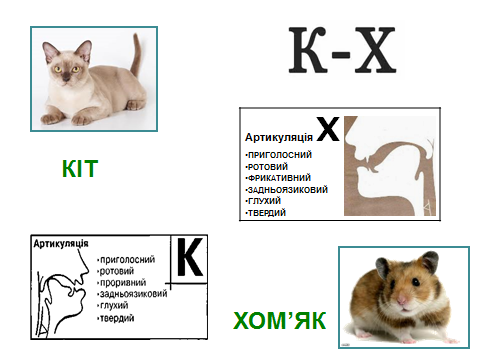 К-Х
Артикуляція Х
•ПРИГОЛОСНИЙ
•РОТОВИЙ
•ФРИКАТИВНИЙ
•ЗАДНЬОЯЗИКОВИЙ
•ГЛУХИЙ
•ТВЕРДИЙ
КІТ
Артикуляція
К
•приголосний
•ротовий
•проривний
•задньоязиковий
•глухий
•твердий
ХОМ’ЯК